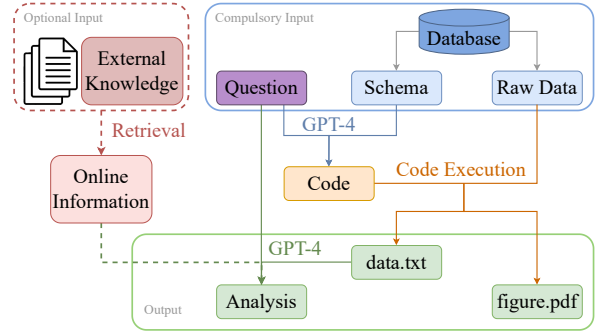 Optional Input
External
Knowledge
Compulsory Input
Database
Question
Schema
Raw Data
Retrieval
GPT-4
Online
Information
Code
Code Execution
GPT-4
data.txt
Output
Analysis
figure.pdf